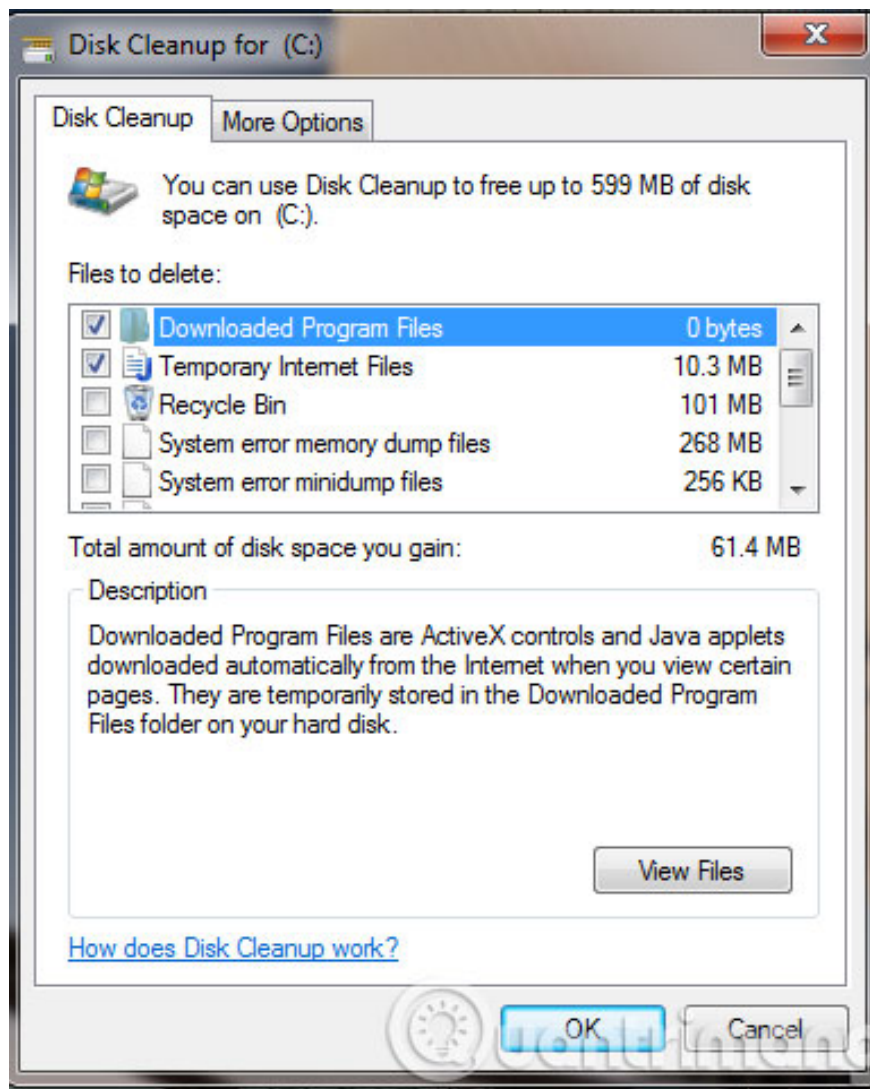 Disk Cleanup for (C:)
Disk Cleanup
More Options
You can use Disk Cleanup to free up to 599 MB of disk
space on (C:).
Files to delete:
Downloaded Program Files 0 bytes
Temporary Internet Files 10.3 MB
Recycle Bin 101 MB
System error memory dump files 268 MB
System error minidump files 256 KB
Total amount of disk space you gain: 61.4 MB
Description
Downloaded Program Files are ActiveX controls and Java applets
downloaded automatically from the Internet when you view certain
pages. They are temporarily stored in the Downloaded Program
Files folder on your hard disk.
View Files
How does Disk Cleanup work?
OK Cancel